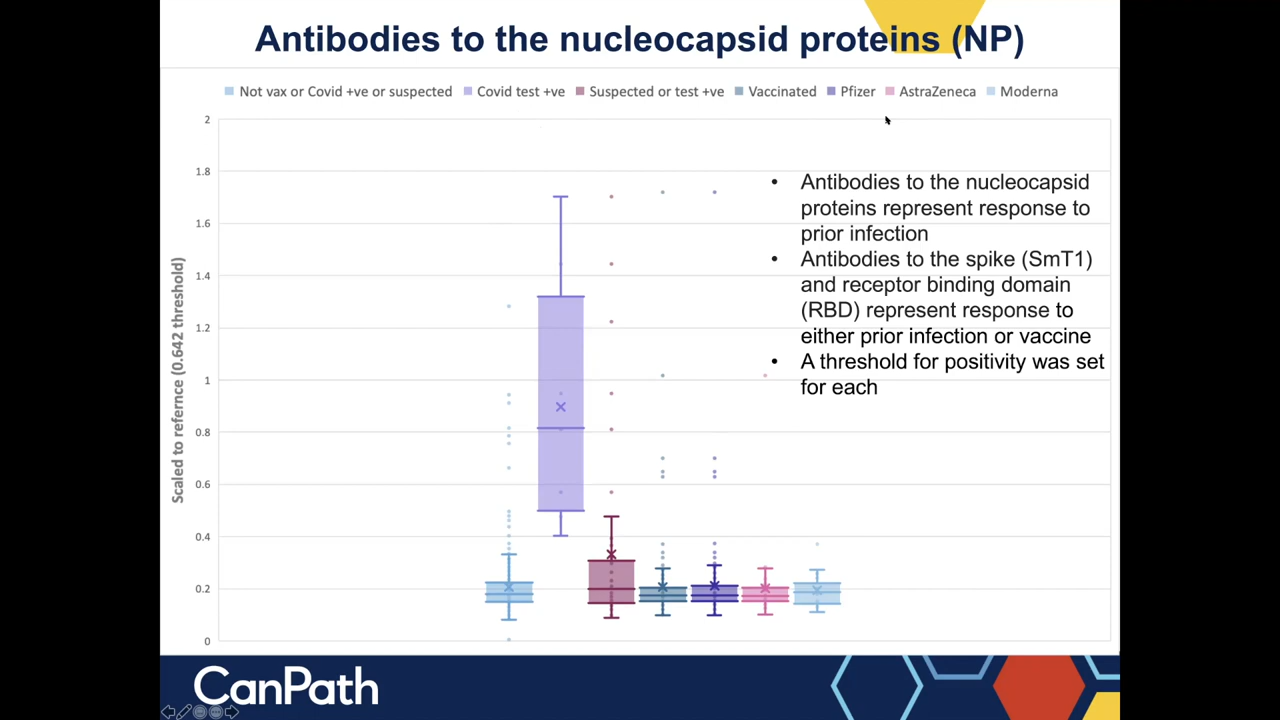 Antibodies to the nucleocapsid proteins (NP)
Not vax or Covid +ve or suspected
Covid test +ve
Suspected or test +ve
Vaccinated
Pfizer
AstraZeneca
Moderna
Scaled to refernce (0.642 threshold)
2
1.8
1.6
1.4
1.2
1
0.8
0.6
0.4
0.2
0
• Antibodies to the nucleocapsid
proteins represent response to
prior infection
• Antibodies to the spike (SmT1)
and receptor binding domain
(RBD) represent response to
either prior infection or vaccine
• A threshold for positivity was set
for each
CanPath